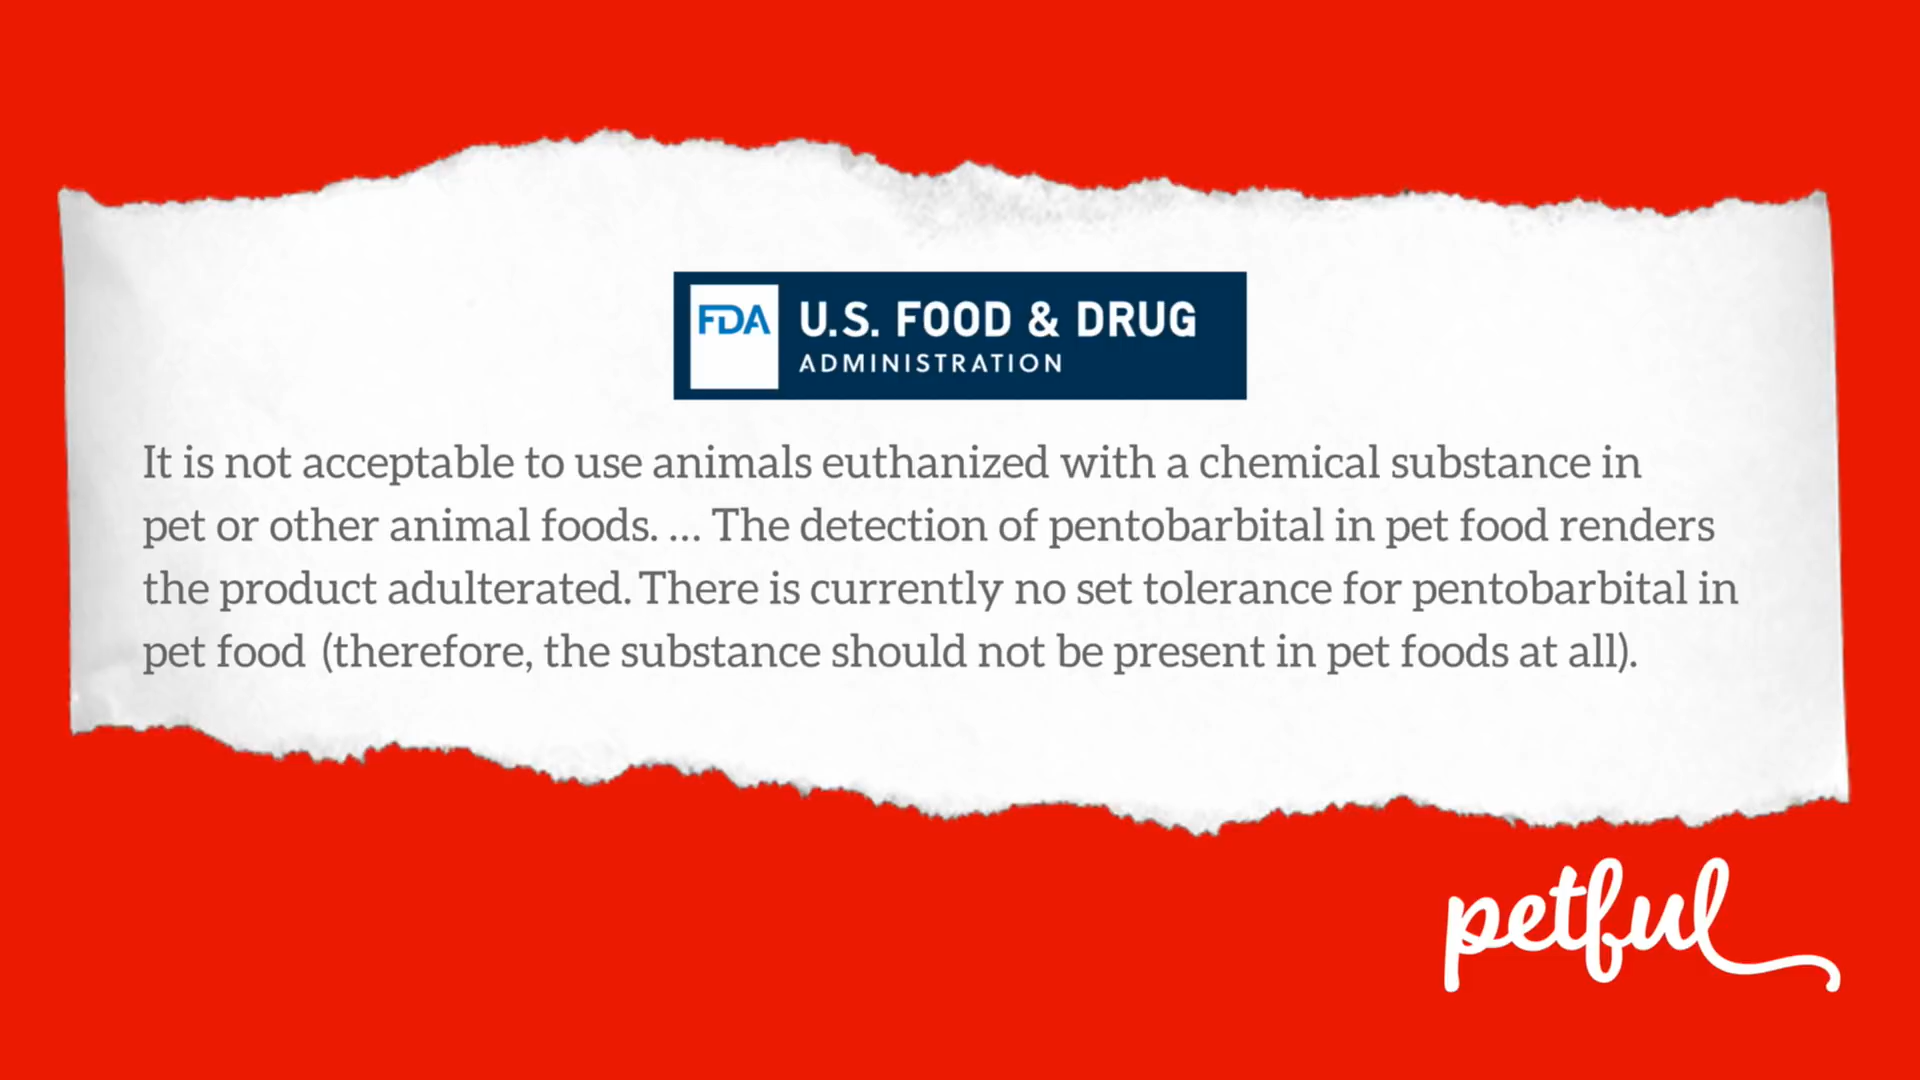 FDA U.S. FOOD & DRUG
ADMINISTRATION
It is not acceptable to use animals euthanized with a chemical substance in
pet or other animal foods. ... The detection of pentobarbital in pet food renders
the product adulterated. There is currently no set tolerance for pentobarbital in
pet food (therefore, the substance should not be present in pet foods at all).
petful